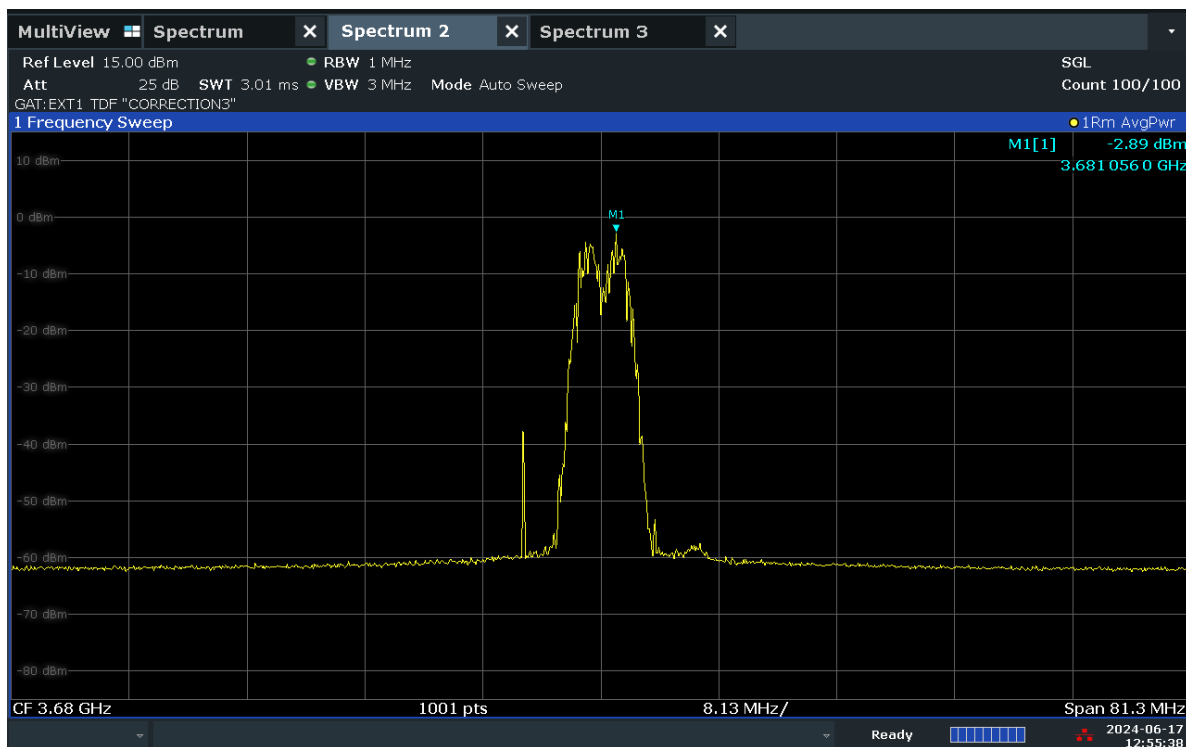 MultiView Spectrum X Spectrum 2 X Spectrum 3 X
Ref Level 15.00 dBm RBW 1 MHz SGL
Att 25 dB SWT 3.01 ms VBW 3 MHz Mode Auto Sweep Count 100/100
GAT:EXT1 TDF "CORRECTION3"
1 Frequency Sweep 1Rm AvgPwr
M1[1] -2.89 dBm
3.681 056 0 GHz
10 dBm
0 dBm
M1
-10 dBm
-20 dBm
-30 dBm
-40 dBm
-50 dBm
-60 dBm
-70 dBm
-80 dBm
CF 3.68 GHz 1001 pts 8.13 MHz/ Span 81.3 MHz
Ready 2024-06-17
12:55:38